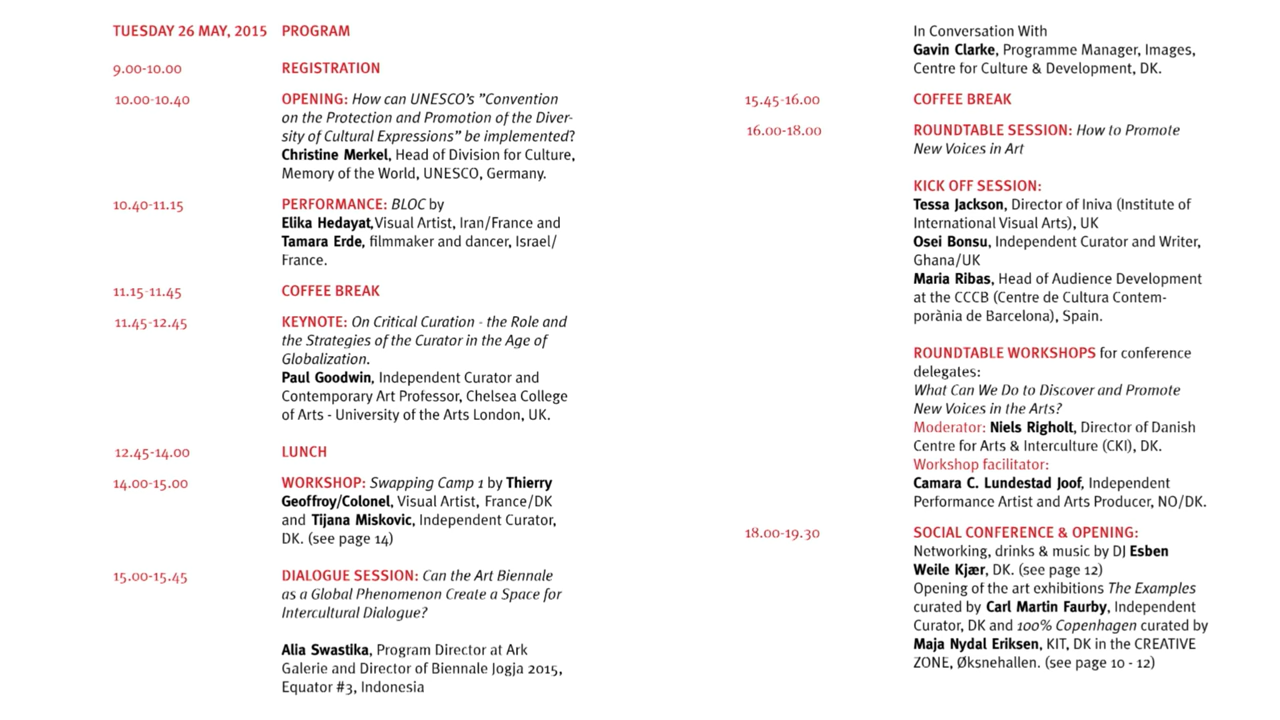 TUESDAY 26 MAY, 2015 PROGRAM
9.00-10.00 REGISTRATION
10.00-10.40 OPENING: How can UNESCO's "Convention
on the Protection and Promotion of the Diver-
sity of Cultural Expressions" be implemented?
Christine Merkel, Head of Division for Culture,
Memory of the World, UNESCO, Germany.
10.40-11.15 PERFORMANCE: BLOC by
Elika Hedayat,Visual Artist, Iran/France and
Tamara Erde, filmmaker and dancer, Israel/
France.
11.15-11.45 COFFEE BREAK
11.45-12.45 KEYNOTE: On Critical Curation - the Role and
the Strategies of the Curator in the Age of
Globalization.
Paul Goodwin, Independent Curator and
Contemporary Art Professor, Chelsea College
of Arts - University of the Arts London, UK.
12.45-14.00 LUNCH
14.00-15.00 WORKSHOP: Swapping Camp 1 by Thierry
Geoffroy/Colonel, Visual Artist, France/DK
and Tijana Miskovic, Independent Curator,
DK. (see page 14)
15.00-15.45 DIALOGUE SESSION: Can the Art Biennale
as a Global Phenomenon Create a Space for
Intercultural Dialogue?
Alia Swastika, Program Director at Ark
Galerie and Director of Biennale Jogja 2015,
Equator #3, Indonesia
In Conversation With
Gavin Clarke, Programme Manager, Images,
Centre for Culture & Development, DK.
15.45-16.00 COFFEE BREAK
16.00-18.00 ROUNDTABLE SESSION: How to Promote
New Voices in Art
KICK OFF SESSION:
Tessa Jackson, Director of Iniva (Institute of
International Visual Arts), UK
Osei Bonsu, Independent Curator and Writer,
Ghana/UK
Maria Ribas, Head of Audience Development
at the CCCB (Centre de Cultura Contem-
porània de Barcelona), Spain.
ROUNDTABLE WORKSHOPS for conference
delegates:
What Can We Do to Discover and Promote
New Voices in the Arts?
Moderator: Niels Righolt, Director of Danish
Centre for Arts & Interculture (CKI), DK.
Workshop facilitator:
Camara C. Lundestad Joof, Independent
Performance Artist and Arts Producer, NO/DK.
18.00-19.30 SOCIAL CONFERENCE & OPENING:
Networking, drinks & music by DJ Esben
Weile Kjær, DK. (see page 12)
Opening of the art exhibitions The Examples
curated by Carl Martin Faurby, Independent
Curator, DK and 100% Copenhagen curated by
Maja Nydal Eriksen, KIT, DK in the CREATIVE
ZONE, Øksnehallen. (see page 10 - 12)